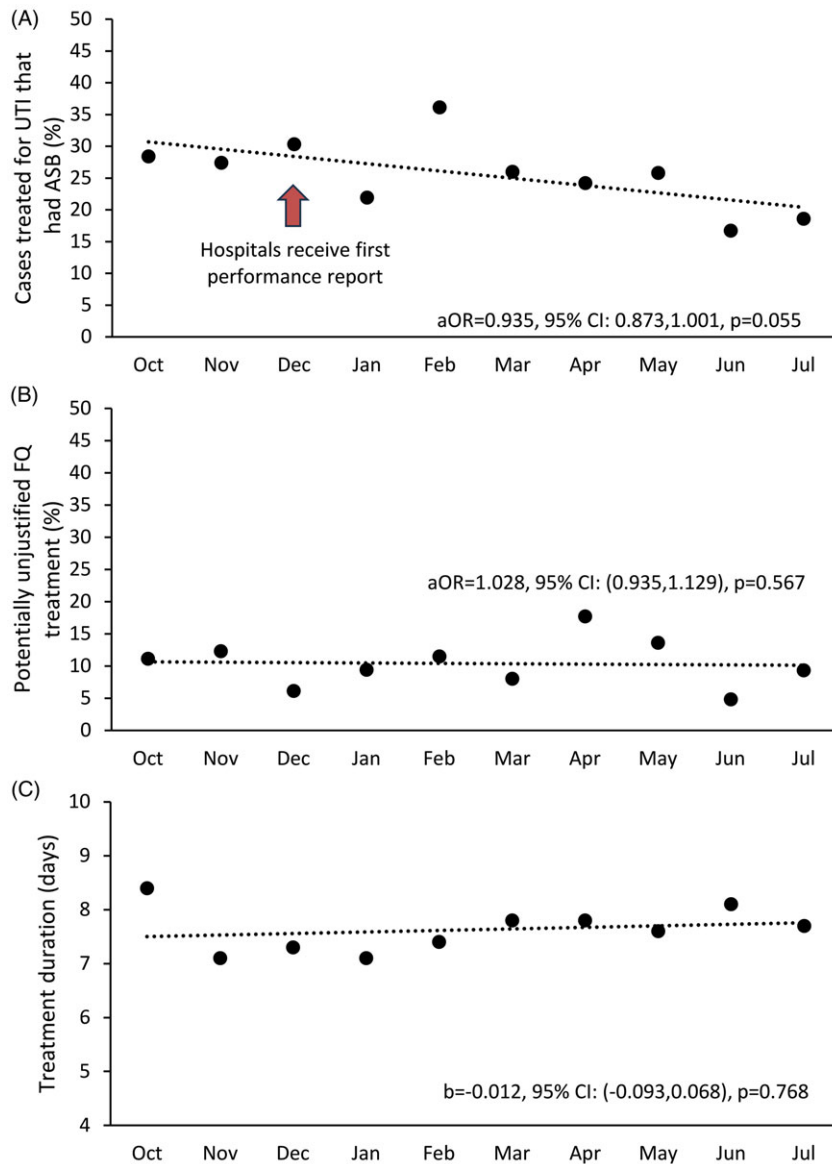 (A)
Cases treated for UTI that
had ASB (%)
50
45
40
35
30
25
20
15
10
5
0
Hospitals receive first
performance report
aOR=0.935, 95% CI: 0.873,1.001, p=0.055
Oct Nov Dec Jan Feb Mar Apr May Jun Jul
(B)
Potentially unjustified FQ
treatment (%)
50
45
40
35
30
25
20
15
10
5
0
aOR=1.028, 95% CI: (0.935,1.129), p=0.567
Oct Nov Dec Jan Feb Mar Apr May Jun Jul
(C)
Treatment duration (days)
10
9
8
7
6
5
4
b=-0.012, 95% CI: (-0.093,0.068), p=0.768
Oct Nov Dec Jan Feb Mar Apr May Jun Jul